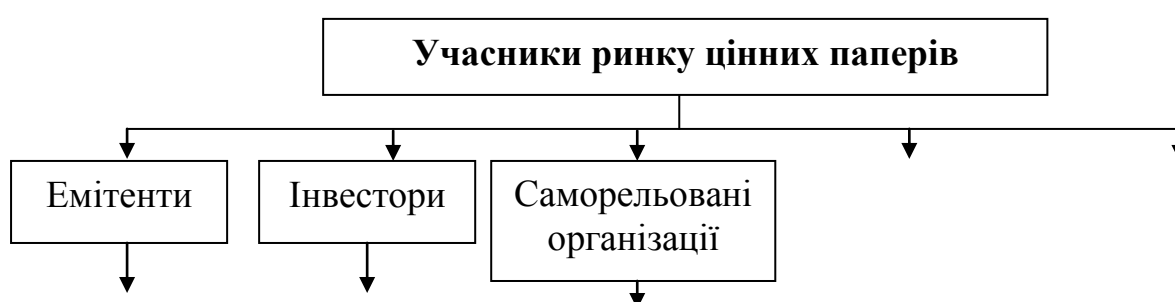 Учасники ринку цінних паперів
Емітенти
Інвестори
Саморельовані
організації